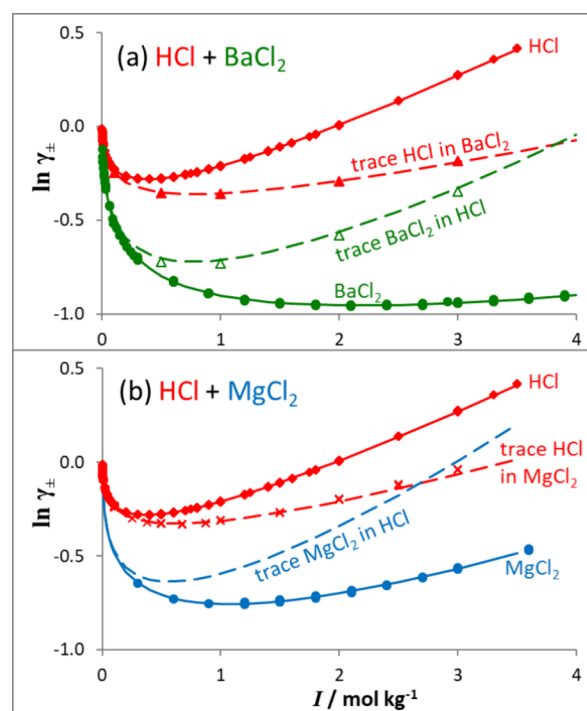 (a) HCl + BaCl₂
HCl
0.5
0.0
-0.5
-1.0
ln γ±
trace HCl in BaCl₂
trace BaCl₂ in HCl
BaCl₂
0 1 2 3 4
(b) HCl + MgCl₂
HCl
0.5
0.0
-0.5
-1.0
ln γ±
trace HCl
in MgCl₂
trace MgCl₂ in HCl
MgCl₂
0 1 2 3 4
I / mol kg⁻¹